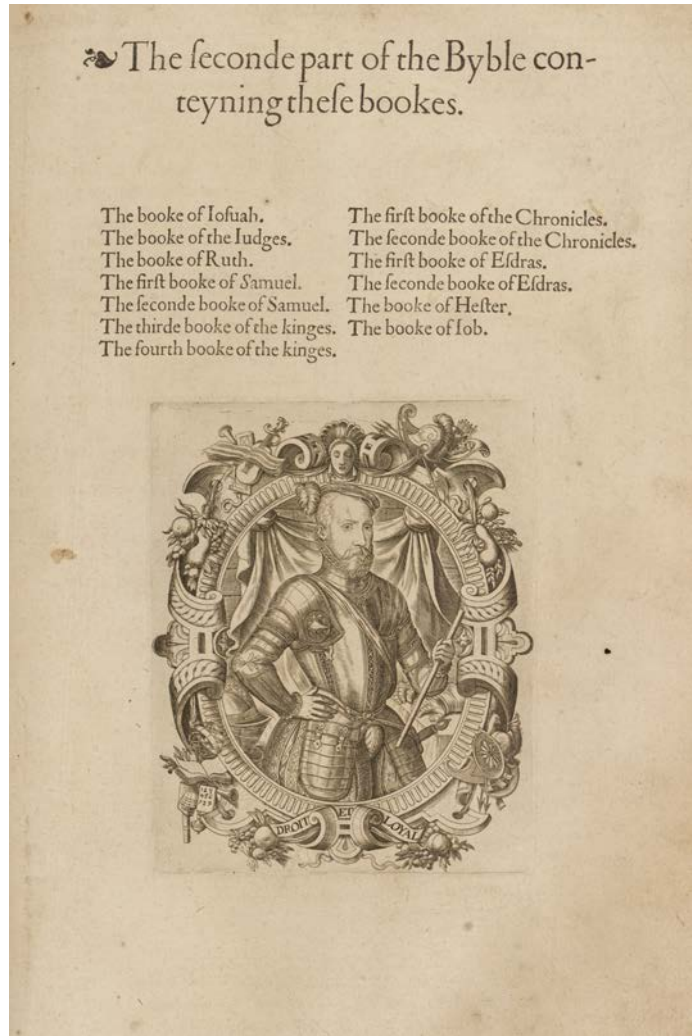 The ſeconde part of the Byble con-
teyning theſe bookes.
The booke of Ioſuah.
The booke of the Iudges.
The booke of Ruth.
The firſt booke of Samuel.
The ſeconde booke of Samuel.
The thirde booke of the kinges.
The fourth booke of the kinges.
The firſt booke of the Chronicles.
The ſeconde booke of the Chronicles.
The firſt booke of Eſdras.
The ſeconde booke of Eſdras.
The booke of Heſter.
The booke of Iob.
DROIT ET LOYAL